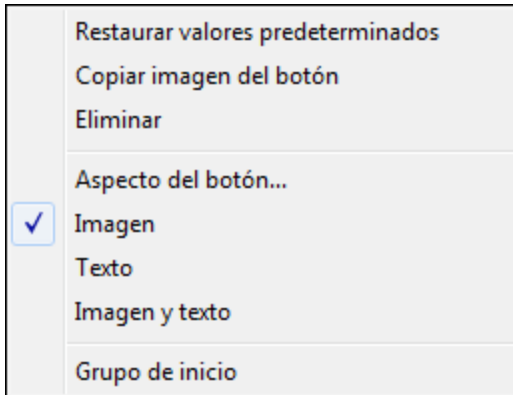 Restaurar valores predeterminados
Copiar imagen del botón
Eliminar
Aspecto del botón...
Imagen
Texto
Imagen y texto
Grupo de inicio